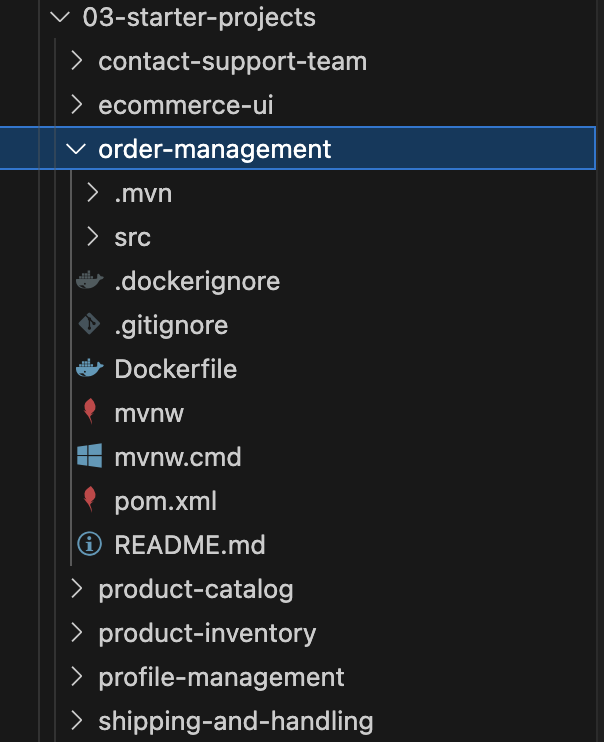 03-starter-projects
contact-support-team
ecommerce-ui
order-management
.mvn
src
.dockerignore
.gitignore
Dockerfile
mvnw
mvnw.cmd
pom.xml
README.md
product-catalog
product-inventory
profile-management
shipping-and-handling